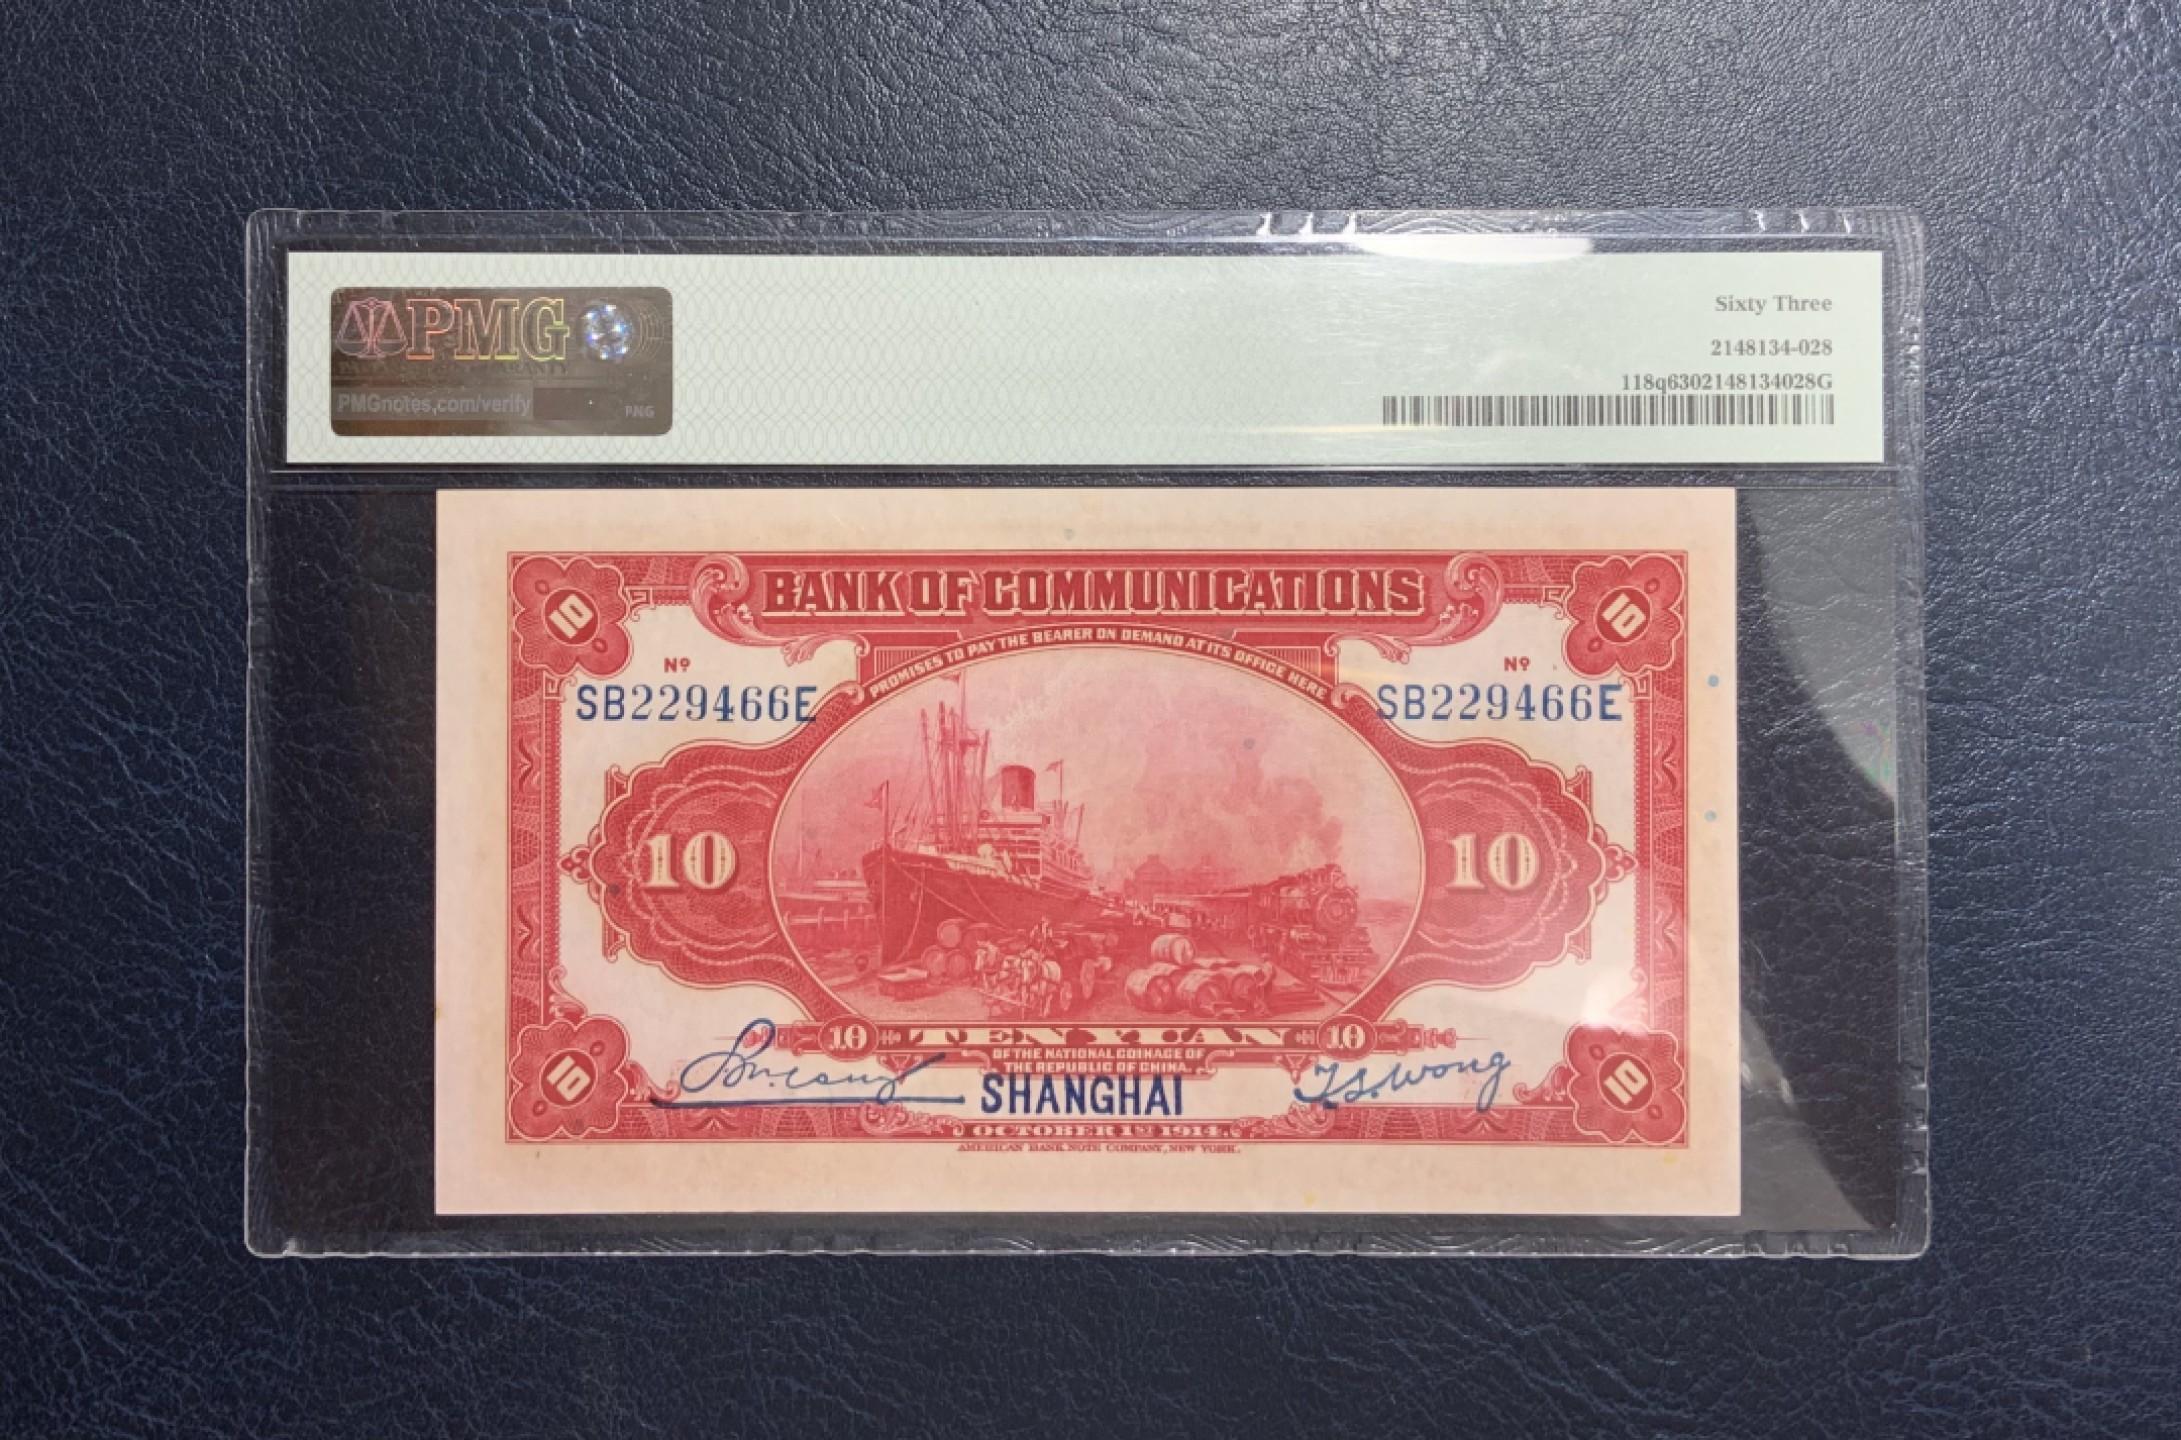 PMG
PMGnotes.com/verify
PNG
Sixty Three
2148134-028
118q6302148134028G
BANK OF COMMUNICATIONS
PROMISES TO PAY THE BEARER ON DEMAND AT ITS OFFICE HERE
10 10
Nº Nº
SB229466E SB229466E
10 10
10 TEN YUAN 10
OF THE NATIONAL COINAGE OF
THE REPUBLIC OF CHINA.
10 SHANGHAI T.S. Wong 10
OCTOBER 1ST 1914.
AMERICAN BANK NOTE COMPANY, NEW YORK.